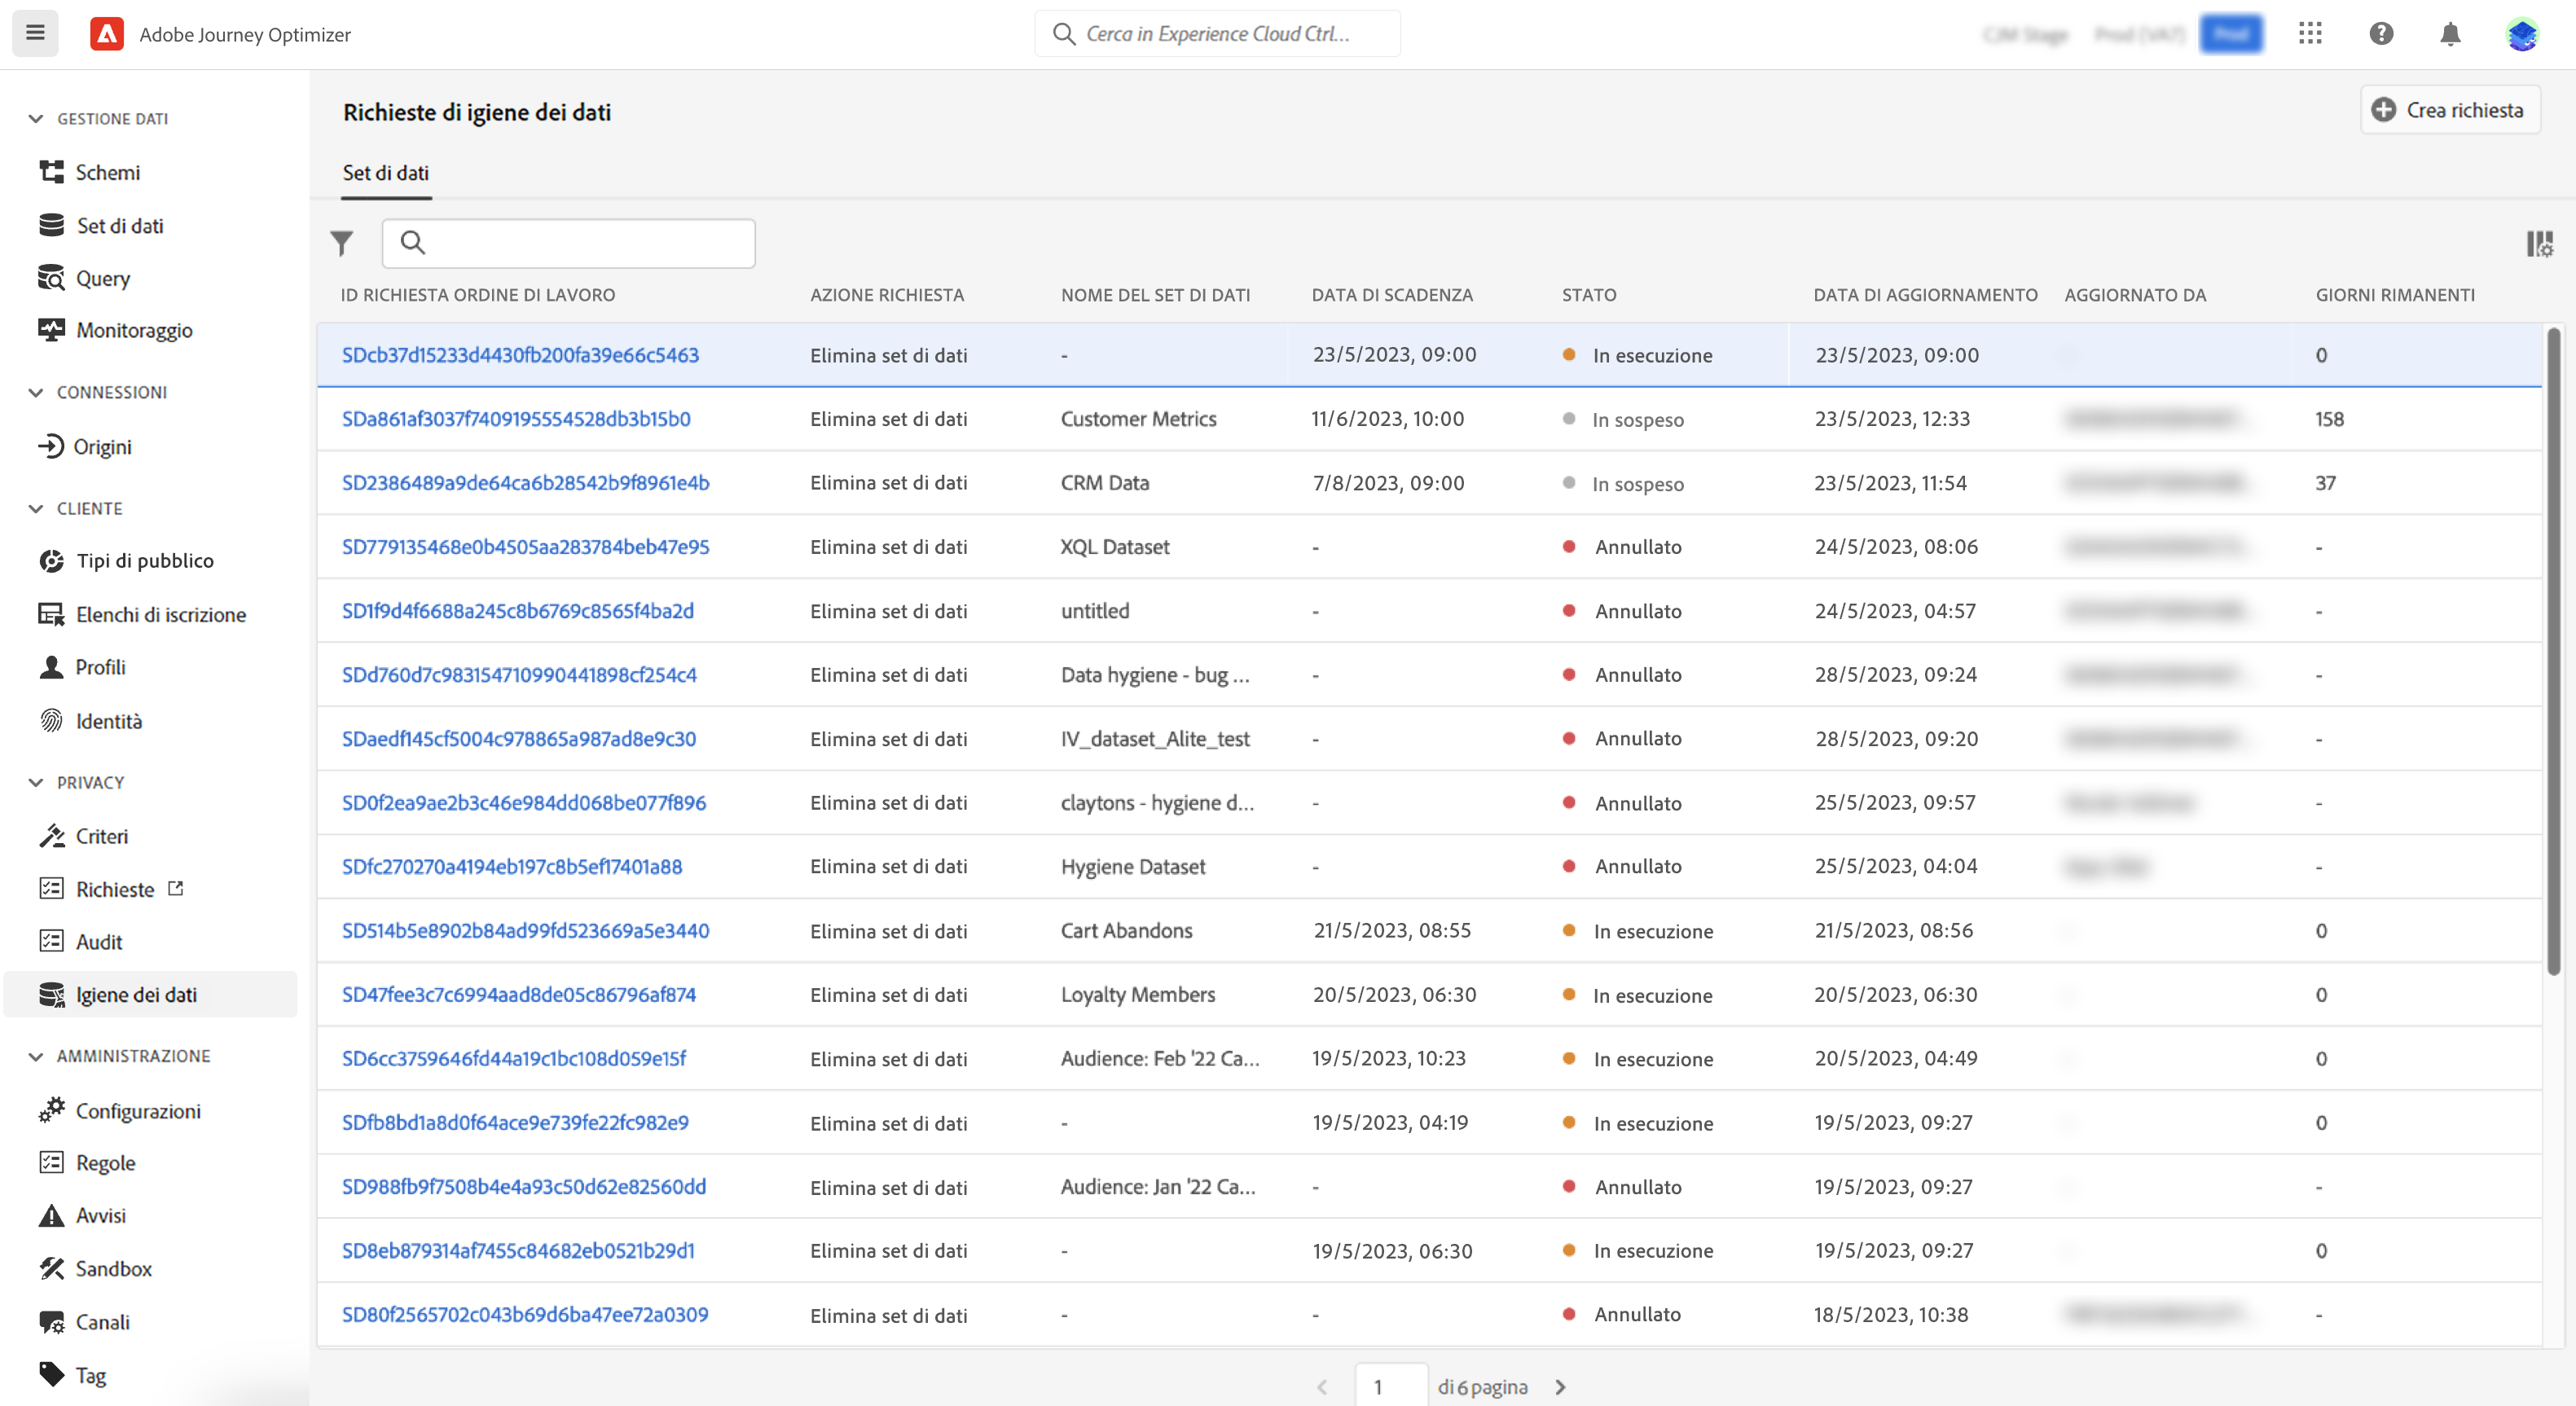 Adobe Journey Optimizer
Cerca in Experience Cloud Ctrl...
GESTIONE DATI
Schemi
Set di dati
Query
Monitoraggio
CONNESSIONI
Origini
CLIENTE
Tipi di pubblico
Elenchi di iscrizione
Profili
Identità
PRIVACY
Criteri
Richieste
Audit
Igiene dei dati
AMMINISTRAZIONE
Configurazioni
Regole
Avvisi
Sandbox
Canali
Tag
Richieste di igiene dei dati
Crea richiesta
Set di dati
ID RICHIESTA ORDINE DI LAVORO AZIONE RICHIESTA NOME DEL SET DI DATI DATA DI SCADENZA STATO DATA DI AGGIORNAMENTO AGGIORNATO DA GIORNI RIMANENTI
SDcb37d15233d4430fb200fa39e66c5463 Elimina set di dati - 23/5/2023, 09:00 In esecuzione 23/5/2023, 09:00 0
SDa861af3037f7409195554528db3b15b0 Elimina set di dati Customer Metrics 11/6/2023, 10:00 In sospeso 23/5/2023, 12:33 158
SD2386489a9de64ca6b28542b9f8961e4b Elimina set di dati CRM Data 7/8/2023, 09:00 In sospeso 23/5/2023, 11:54 37
SD779135468e0b4505aa283784beb47e95 Elimina set di dati XQL Dataset - Annullato 24/5/2023, 08:06 -
SD1f9d4f6688a245c8b6769c8565f4ba2d Elimina set di dati untitled - Annullato 24/5/2023, 04:57 -
SDd760d7c983154710990441898cf254c4 Elimina set di dati Data hygiene - bug ... - Annullato 28/5/2023, 09:24 -
SDaedf145cf5004c978865a987ad8e9c30 Elimina set di dati IV_dataset_Alite_test - Annullato 28/5/2023, 09:20 -
SD0f2ea9ae2b3c46e984dd068be077f896 Elimina set di dati claytons - hygiene d... - Annullato 25/5/2023, 09:57 -
SDfc270270a4194eb197c8b5ef17401a88 Elimina set di dati Hygiene Dataset - Annullato 25/5/2023, 04:04 -
SD514b5e8902b84ad99fd523669a5e3440 Elimina set di dati Cart Abandons 21/5/2023, 08:55 In esecuzione 21/5/2023, 08:56 0
SD47fee3c7c6994aad8de05c86796af874 Elimina set di dati Loyalty Members 20/5/2023, 06:30 In esecuzione 20/5/2023, 06:30 0
SD6cc3759646fd44a19c1bc108d059e15f Elimina set di dati Audience: Feb '22 Ca... 19/5/2023, 10:23 In esecuzione 20/5/2023, 04:49 0
SDfb8bd1a8d0f64ace9e739fe22fc982e9 Elimina set di dati - 19/5/2023, 04:19 In esecuzione 19/5/2023, 09:27 0
SD988fb9f7508b4e4a93c50d62e82560dd Elimina set di dati Audience: Jan '22 Ca... - Annullato 19/5/2023, 09:27 -
SD8eb879314af7455c84682eb0521b29d1 Elimina set di dati - 19/5/2023, 06:30 In esecuzione 19/5/2023, 09:27 0
SD80f2565702c043b69d6ba47ee72a0309 Elimina set di dati - - Annullato 18/5/2023, 10:38 -
1 di 6 pagina